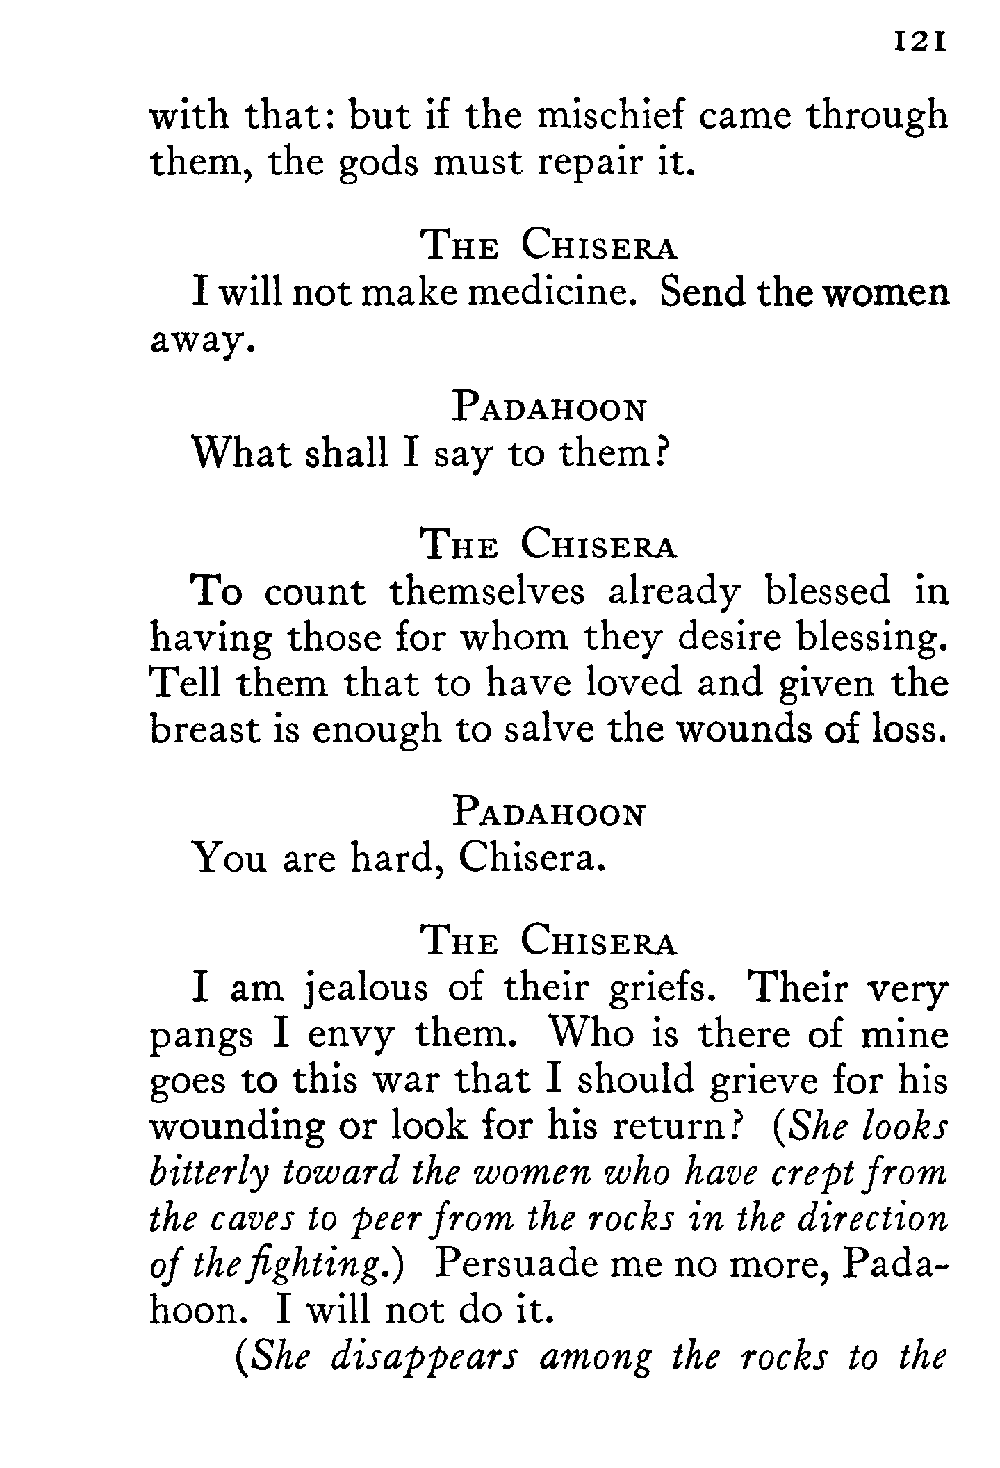 121
with that: but if the mischief came through
them, the gods must repair it.
The Chisera
I will not make medicine. Send the women
away.
Padahoon
What shall I say to them?
The Chisera
To count themselves already blessed in
having those for whom they desire blessing.
Tell them that to have loved and given the
breast is enough to salve the wounds of loss.
Padahoon
You are hard, Chisera.
The Chisera
I am jealous of their griefs. Their very
pangs I envy them. Who is there of mine
goes to this war that I should grieve for his
wounding or look for his return? (She looks
bitterly toward the women who have crept from
the caves to peer from the rocks in the direction
of the fighting.) Persuade me no more, Pada-
hoon. I will not do it.
(She disappears among the rocks to the